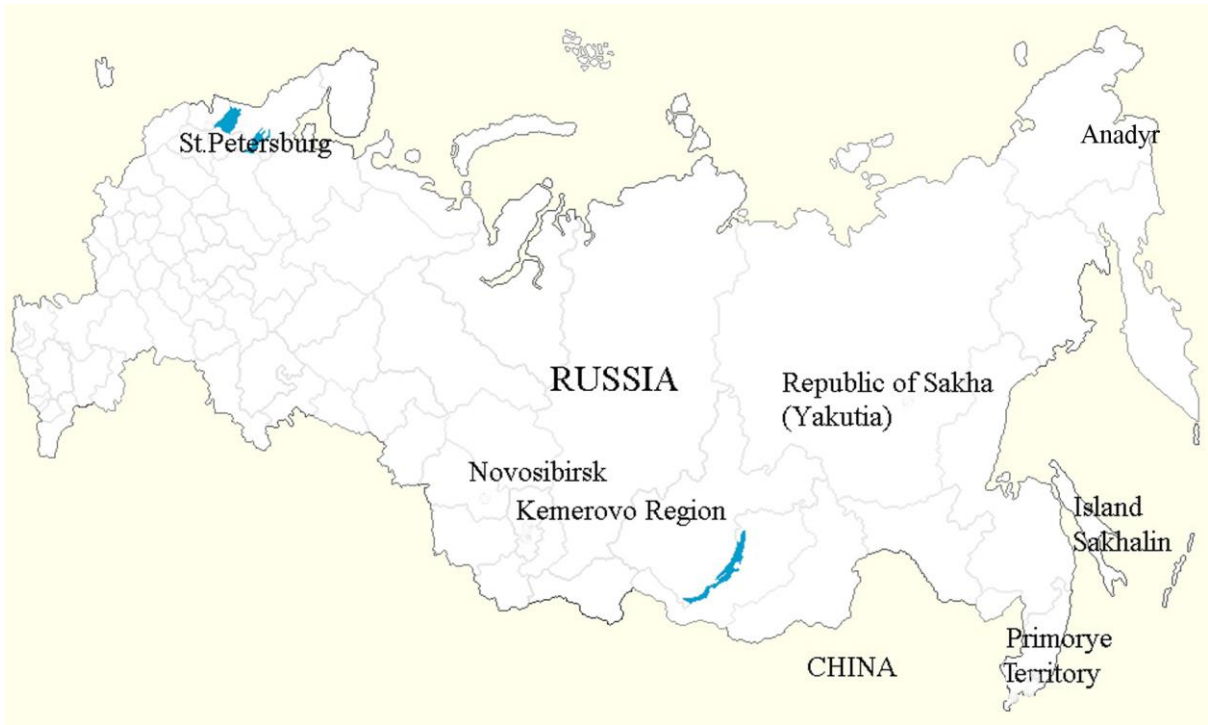 St.Petersburg
Anadyr
RUSSIA
Republic of Sakha
(Yakutia)
Novosibirsk
Kemerovo Region
Island
Sakhalin
Primorye
Territory
CHINA